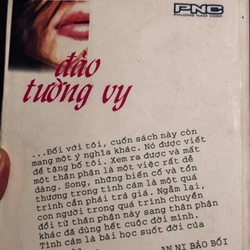 PNC
PHUONG NAM CORP
đảo
tường vy
...Đối với tôi, cuốn sách này còn
mang một ý nghĩa khác. Nó được viết
để tặng bố tôi. Xem ra được và mất
để thân phận là một việc rất dễ
dàng. Song, những biến cố và tổn
thương trong tình cảm là một quá
trình cần phải trả giá. Ngẫm lại,
con người trong quá trình chuyển
đổi từ thân phận này sang thân phận
khác đã dùng hết cuộc đời mình.
Tình cảm là bài học suốt đời của
AN NI BẢO BỐI